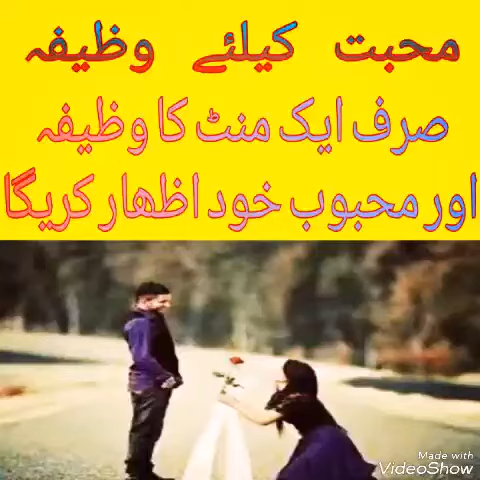 محبت کیلئے وظیفہ
صرف ایک منٹ کا وظیفہ
اور محبوب خود اظہار کریگا
Made with
VideoShow